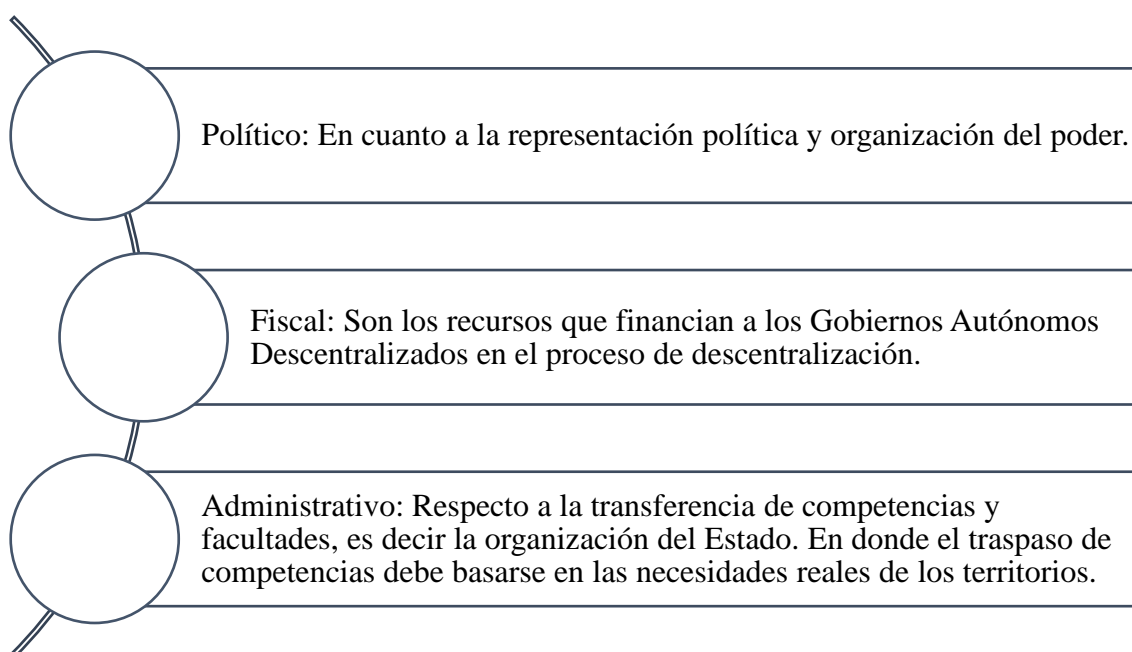 Político: En cuanto a la representación política y organización del poder.
Fiscal: Son los recursos que financian a los Gobiernos Autónomos
Descentralizados en el proceso de descentralización.
Administrativo: Respecto a la transferencia de competencias y
facultades, es decir la organización del Estado. En donde el traspaso de
competencias debe basarse en las necesidades reales de los territorios.